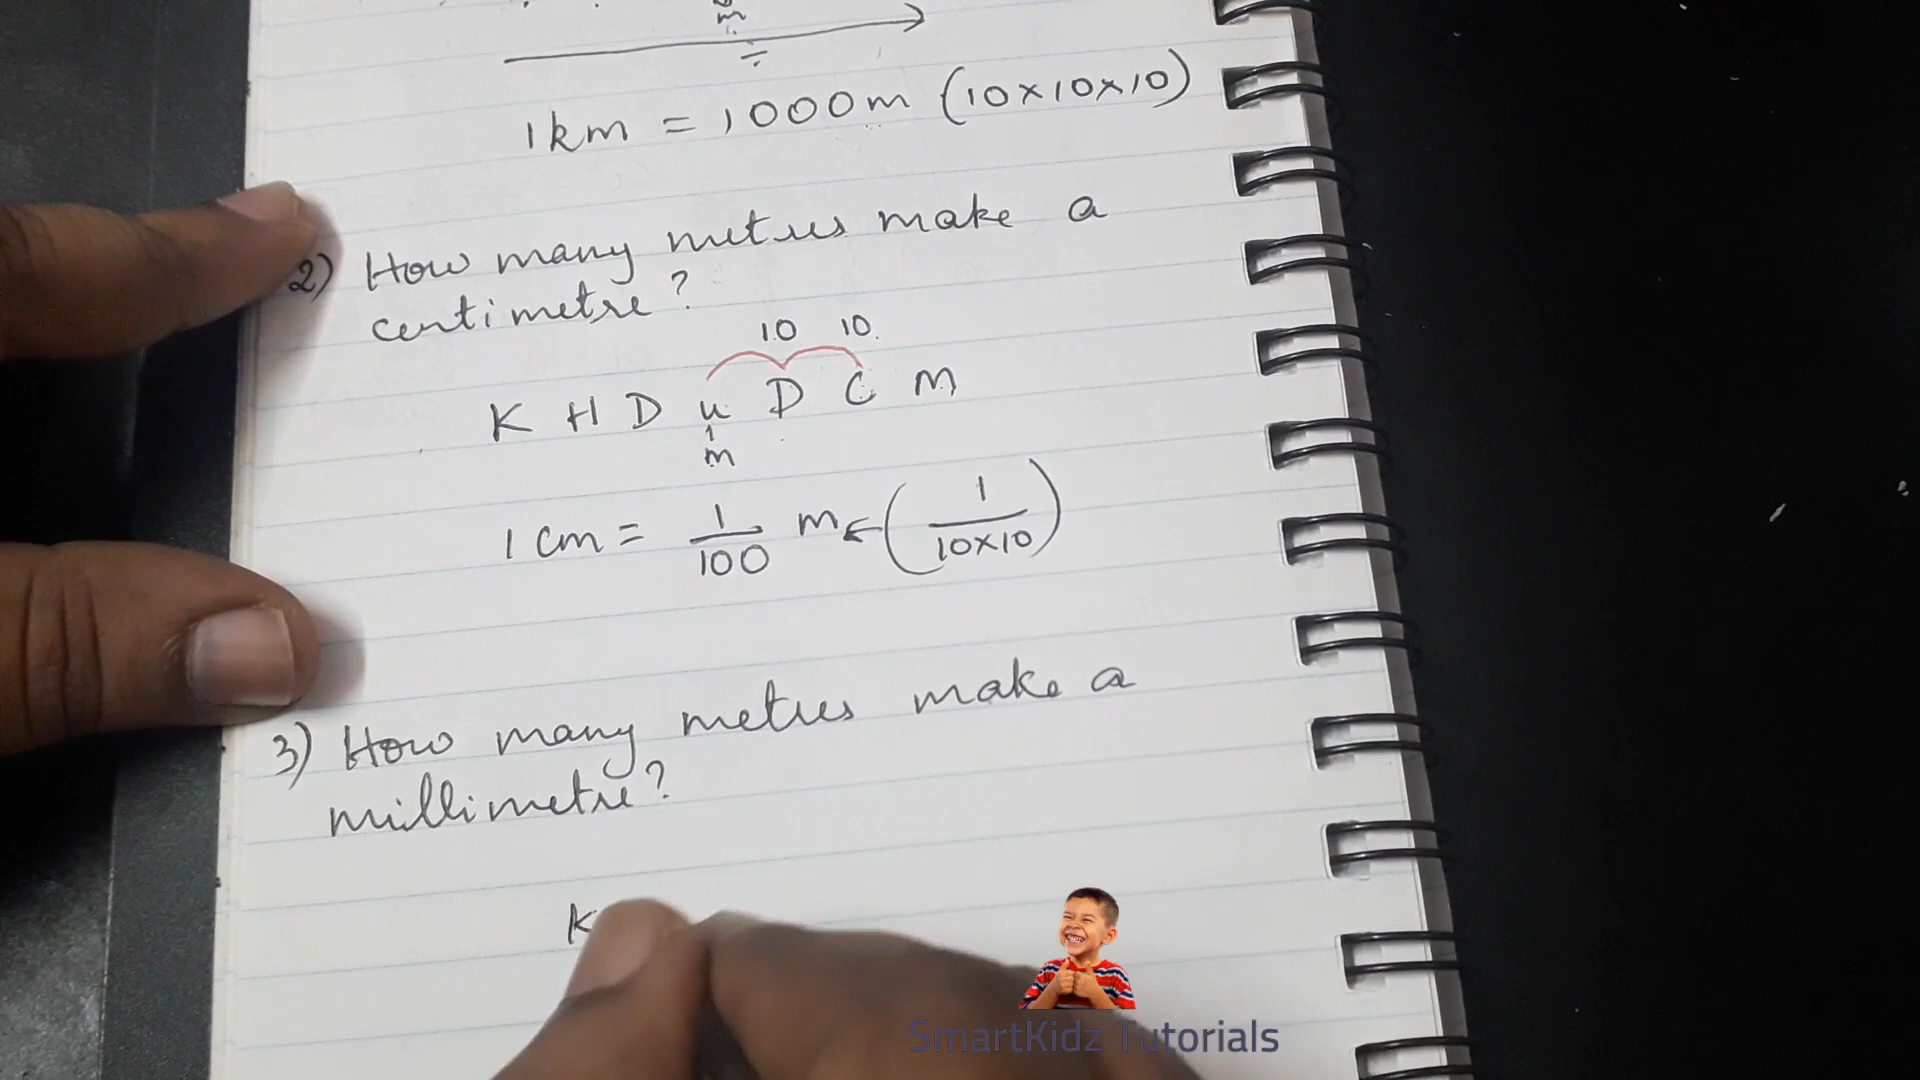 m
÷
1 km = 1000m (10×10×10)
2) How many metres make a
centimetre?
10 10
K H D u D C M
m
1 cm = 1/100 m ← (1/10×10)
3) How many metres make a
millimetre?
K
SmartKidz Tutorials